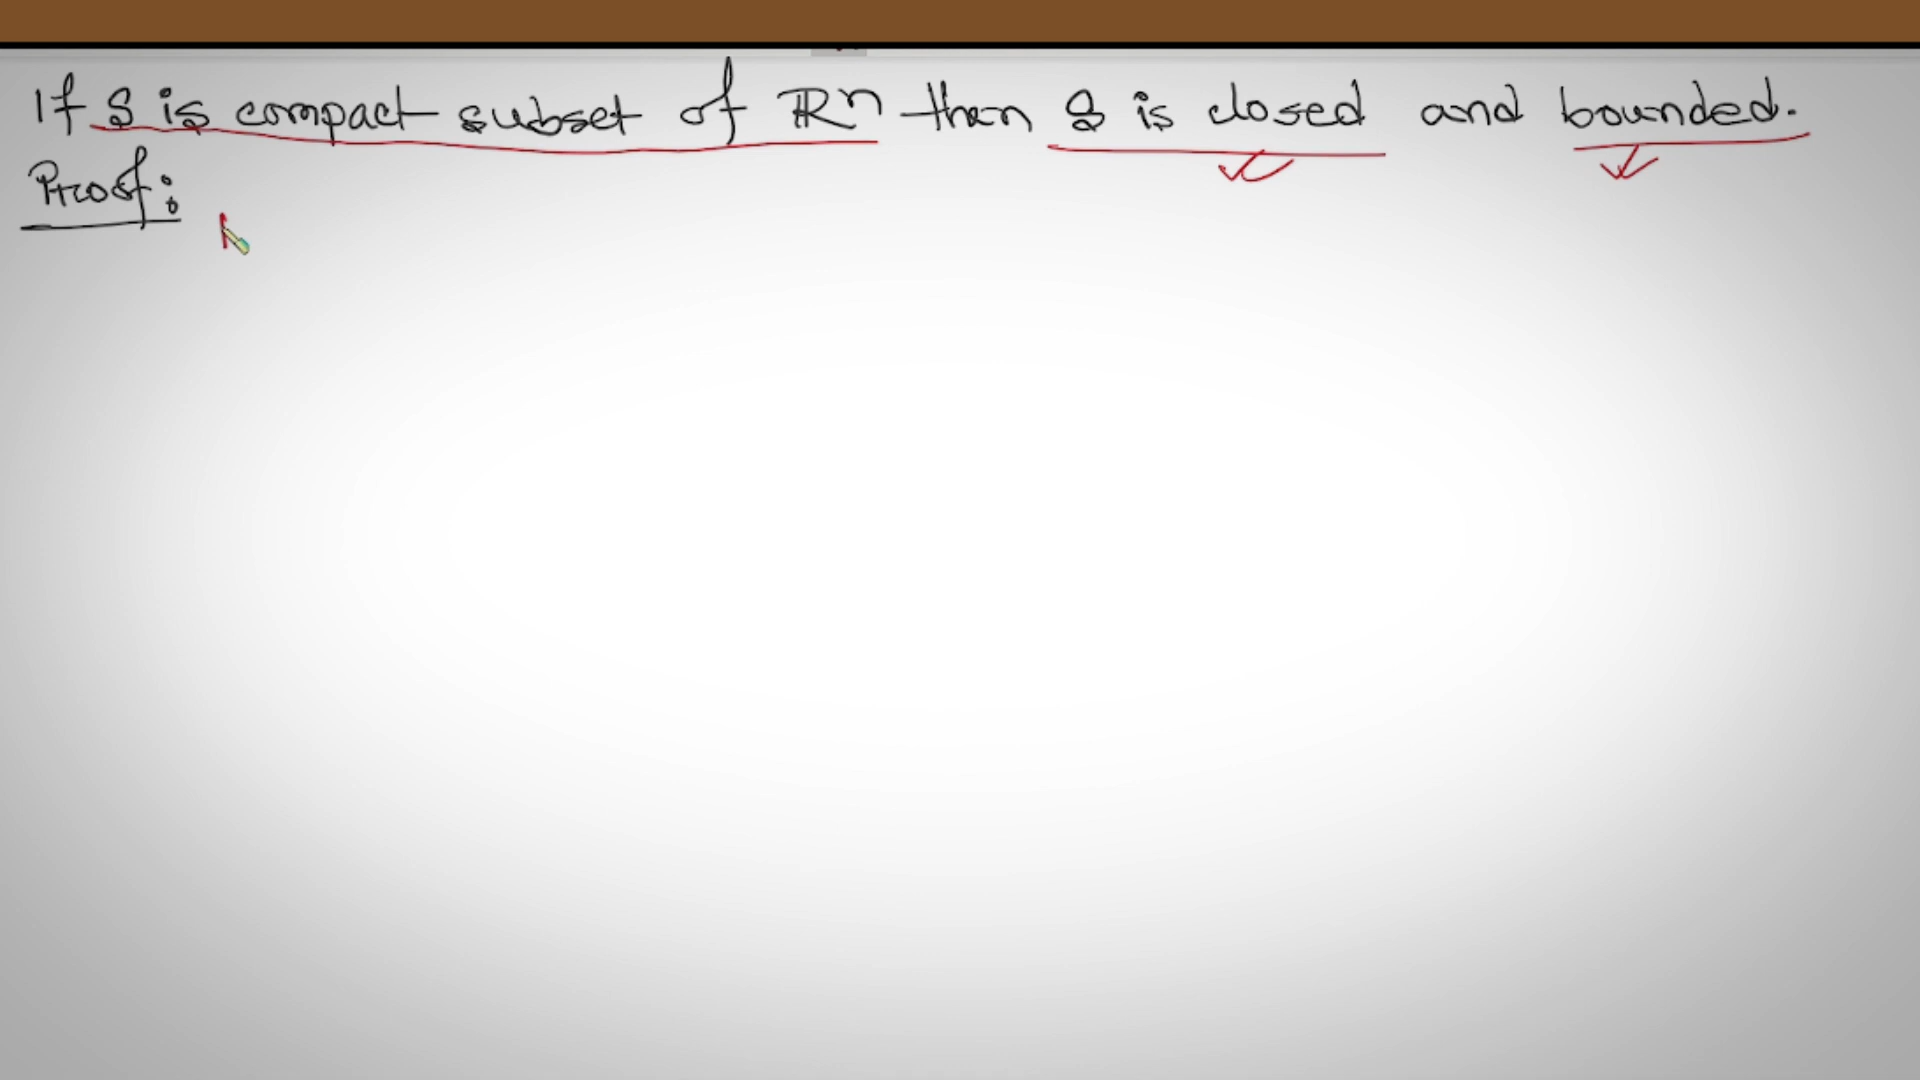 If S is compact subset of ℝⁿ then S is closed and bounded.
Proof: